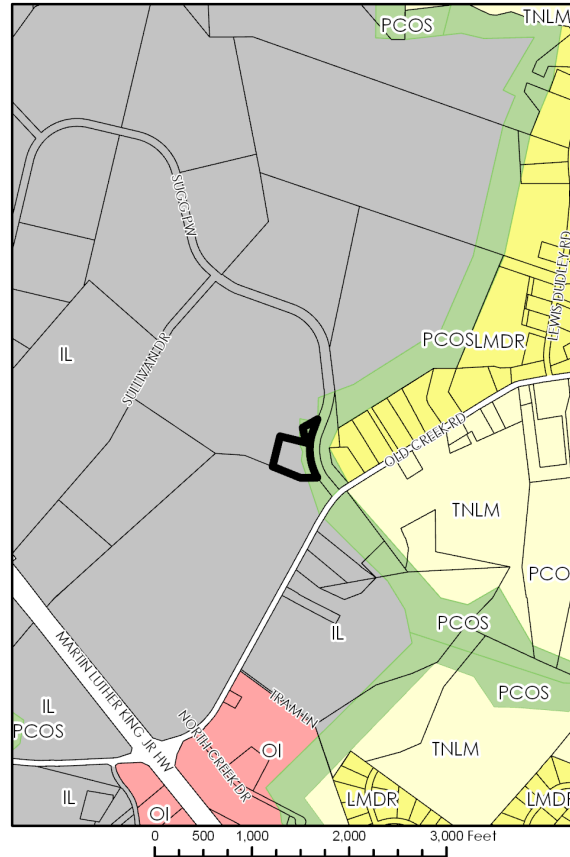 PCOS
TNLM
SUGG PW
LEWIS DUDLEY RD
IL
SULLIVAN DR
PCOS
LMDR
OLD CREEK RD
TNLM
PCO
PCOS
IL
MARTIN LUTHER KING JR HW
TRAM LN
PCOS
IL
PCOS
NORTH CREEK DR
OI
TNLM
IL
OI
LMDR
LMDR
0 500 1,000 2,000 3,000 Feet